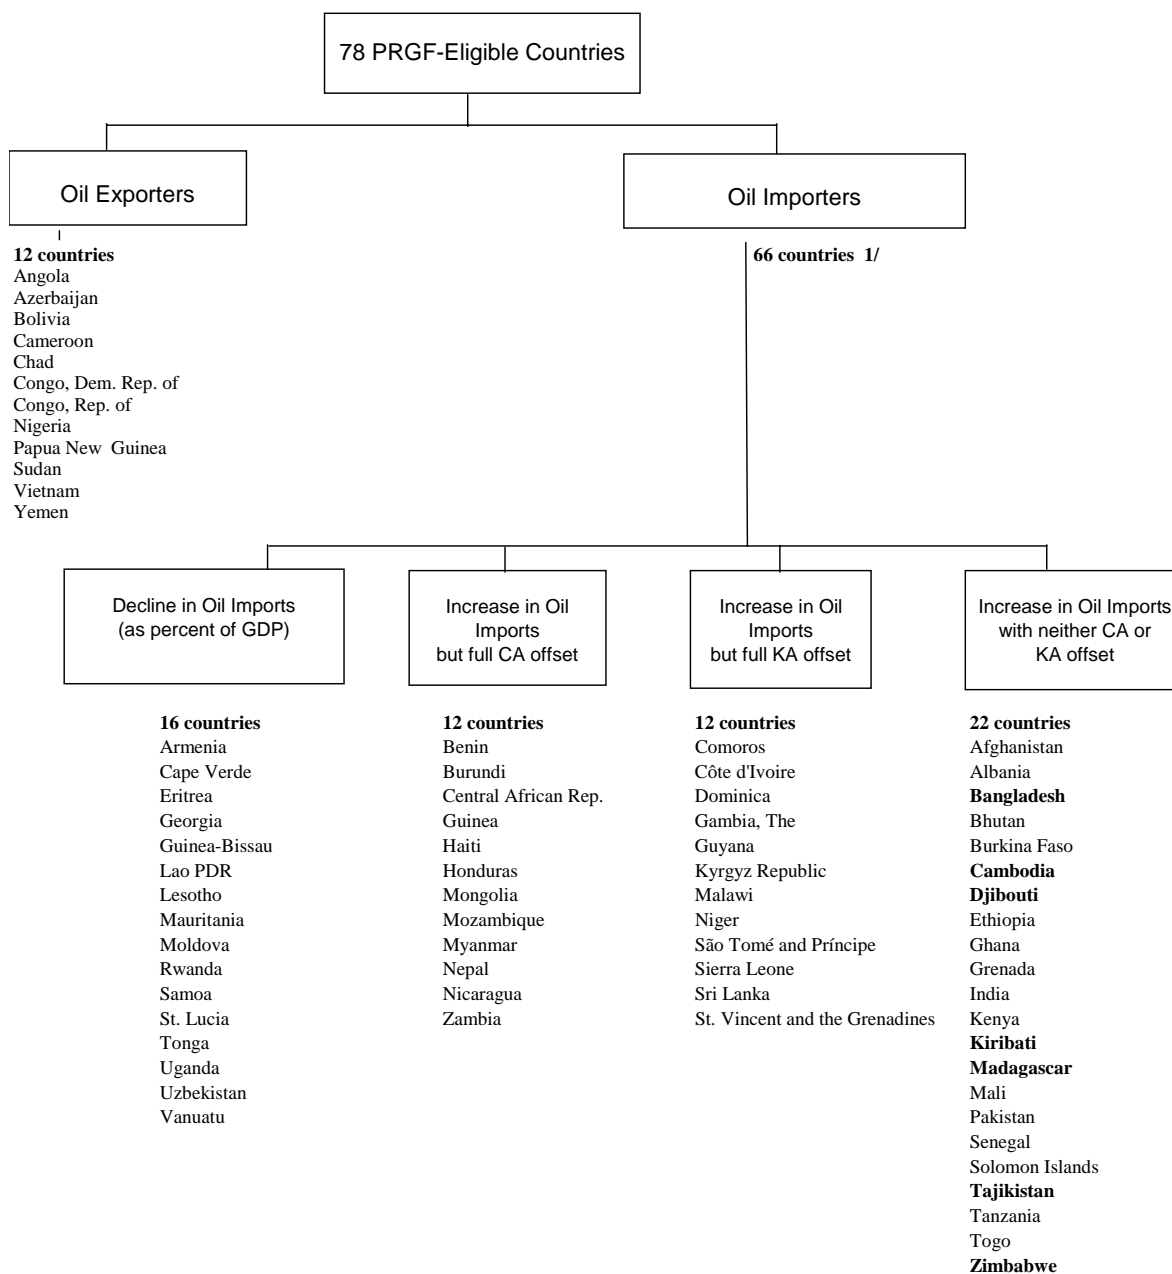 78 PRGF-Eligible Countries
Oil Exporters
12 countries
Angola
Azerbaijan
Bolivia
Cameroon
Chad
Congo, Dem. Rep. of
Congo, Rep. of
Nigeria
Papua New Guinea
Sudan
Vietnam
Yemen
Oil Importers
66 countries 1/
Decline in Oil Imports
(as percent of GDP)
16 countries
Armenia
Cape Verde
Eritrea
Georgia
Guinea-Bissau
Lao PDR
Lesotho
Mauritania
Moldova
Rwanda
Samoa
St. Lucia
Tonga
Uganda
Uzbekistan
Vanuatu
Increase in Oil
Imports
but full CA offset
12 countries
Benin
Burundi
Central African Rep.
Guinea
Haiti
Honduras
Mongolia
Mozambique
Myanmar
Nepal
Nicaragua
Zambia
Increase in Oil
Imports
but full KA offset
12 countries
Comoros
Côte d'Ivoire
Dominica
Gambia, The
Guyana
Kyrgyz Republic
Malawi
Niger
São Tomé and Príncipe
Sierra Leone
Sri Lanka
St. Vincent and the Grenadines
Increase in Oil Imports
with neither CA or
KA offset
22 countries
Afghanistan
Albania
Bangladesh
Bhutan
Burkina Faso
Cambodia
Djibouti
Ethiopia
Ghana
Grenada
India
Kenya
Kiribati
Madagascar
Mali
Pakistan
Senegal
Solomon Islands
Tajikistan
Tanzania
Togo
Zimbabwe